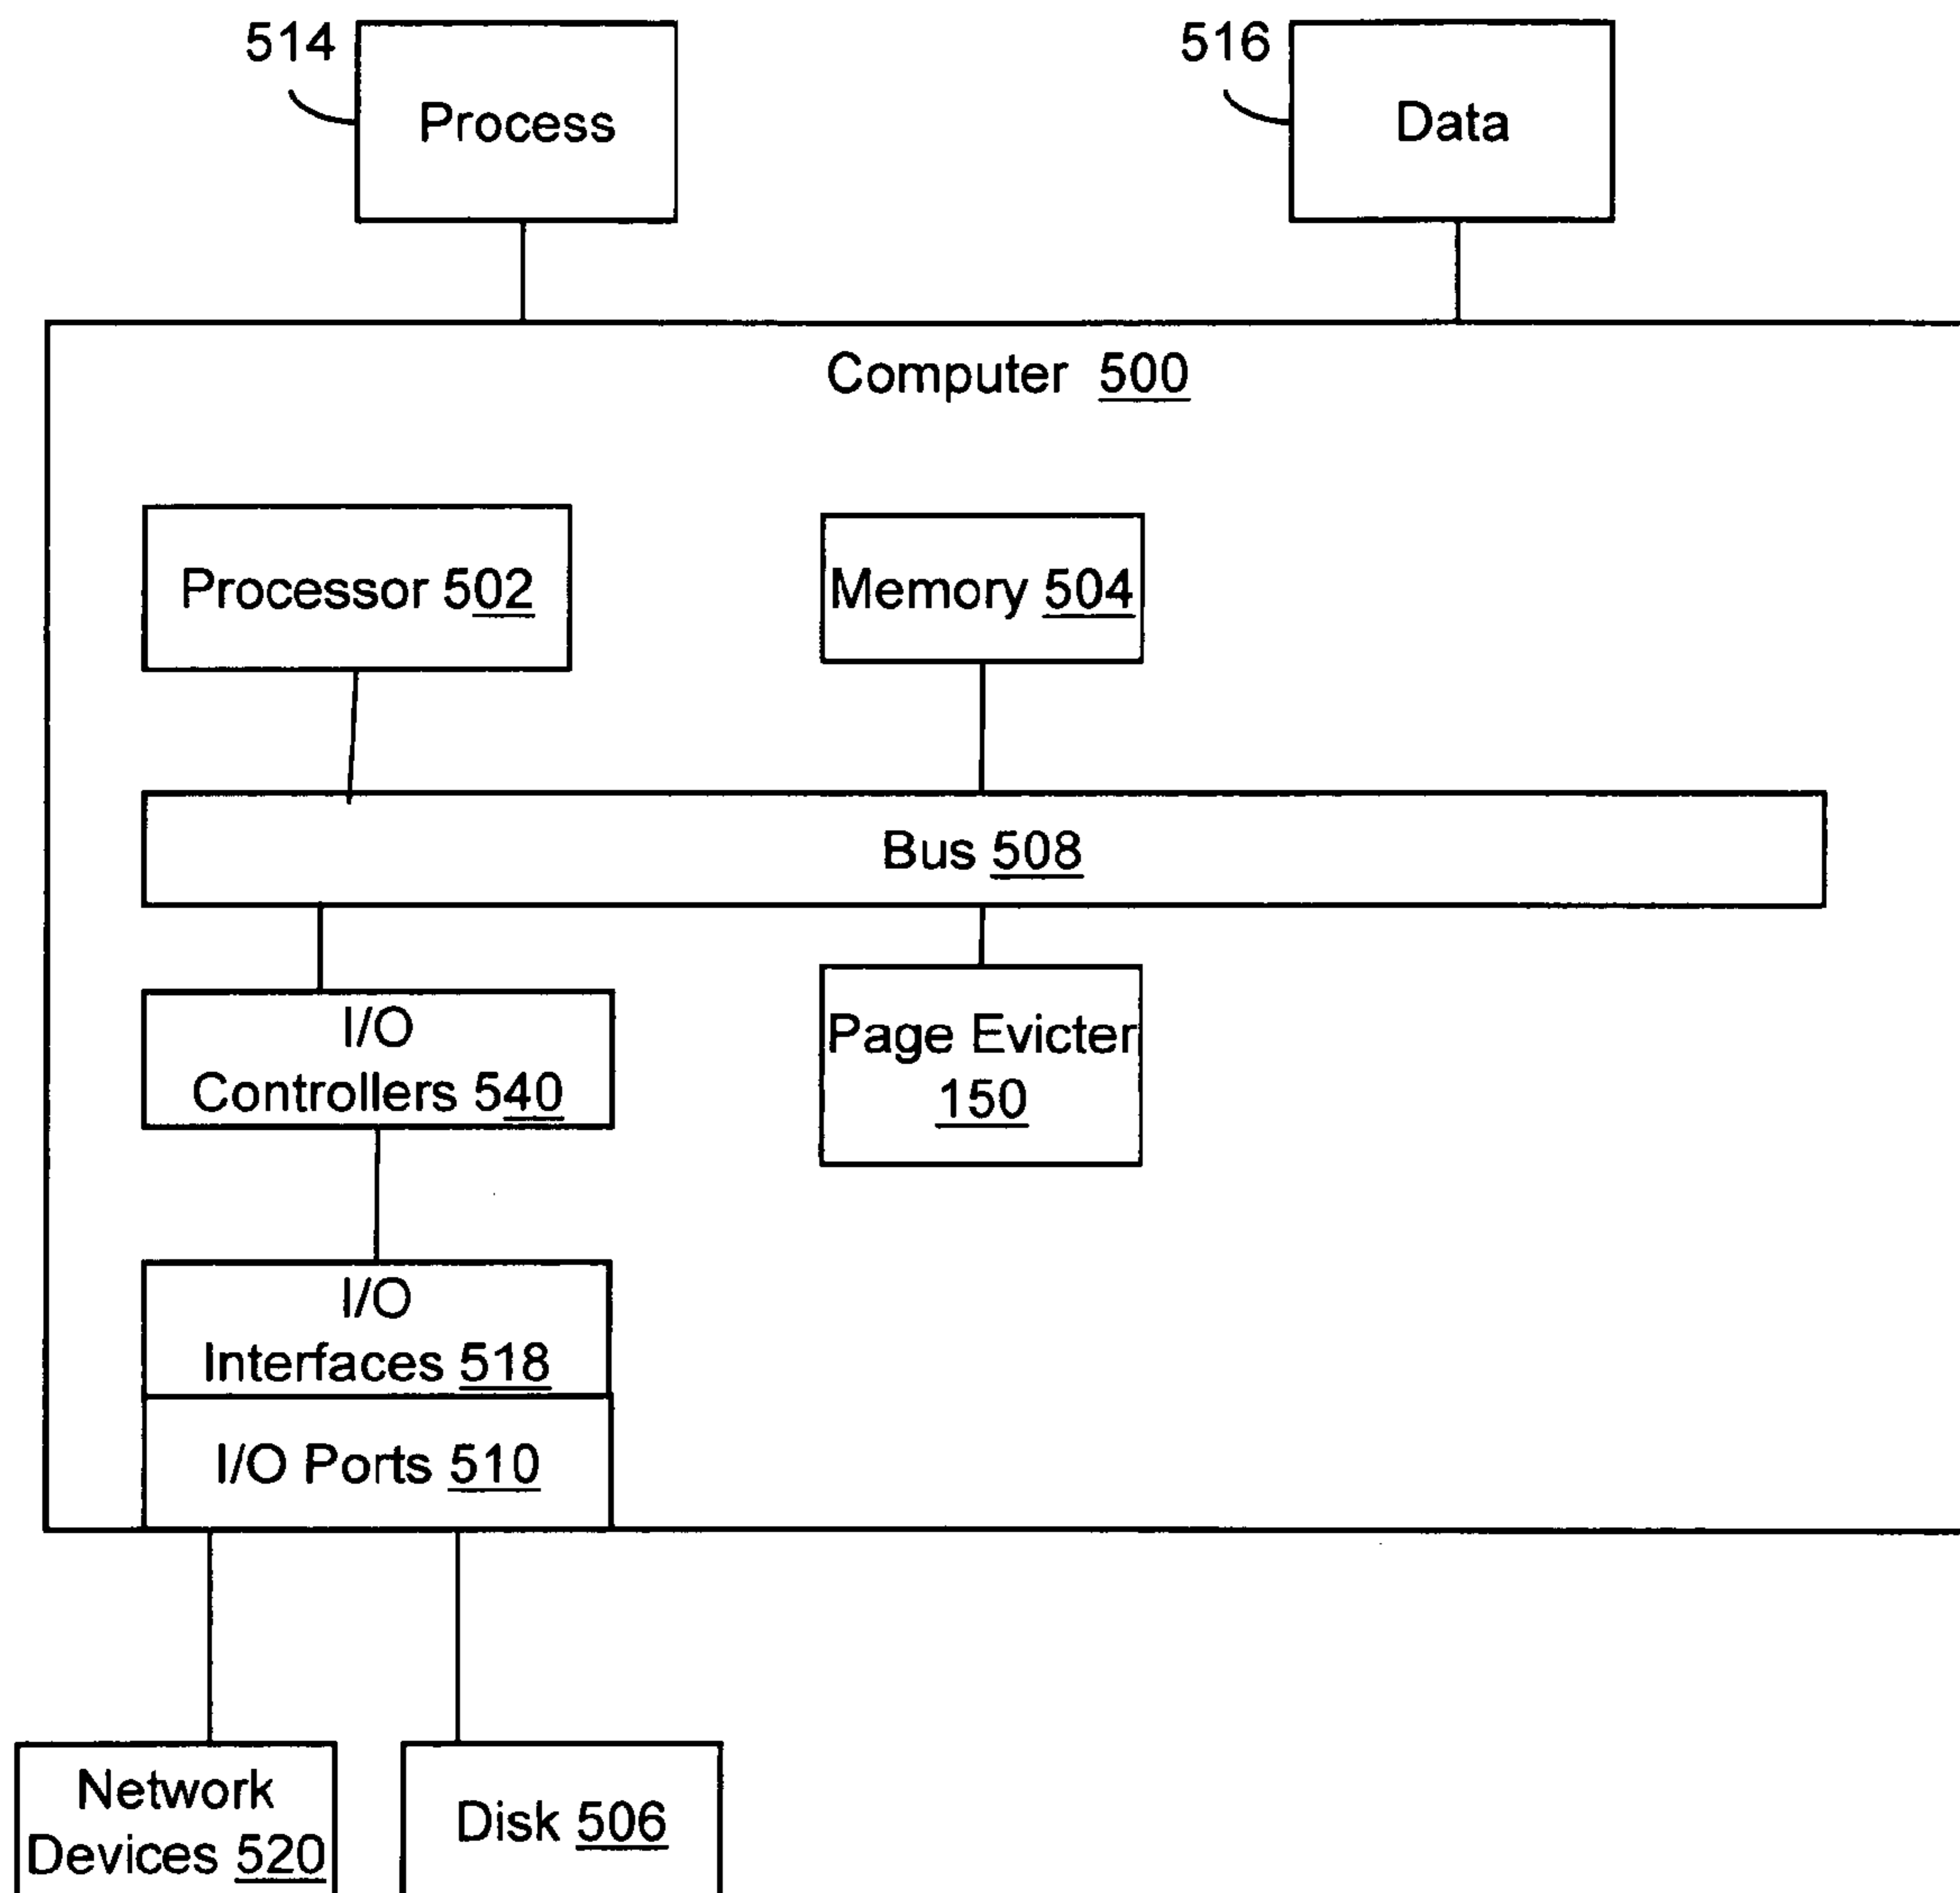 514
Process
516
Data
Computer 500
Processor 502
Memory 504
Bus 508
I/O
Controllers 540
Page Evicter
150
I/O
Interfaces 518
I/O Ports 510
Network
Devices 520
Disk 506